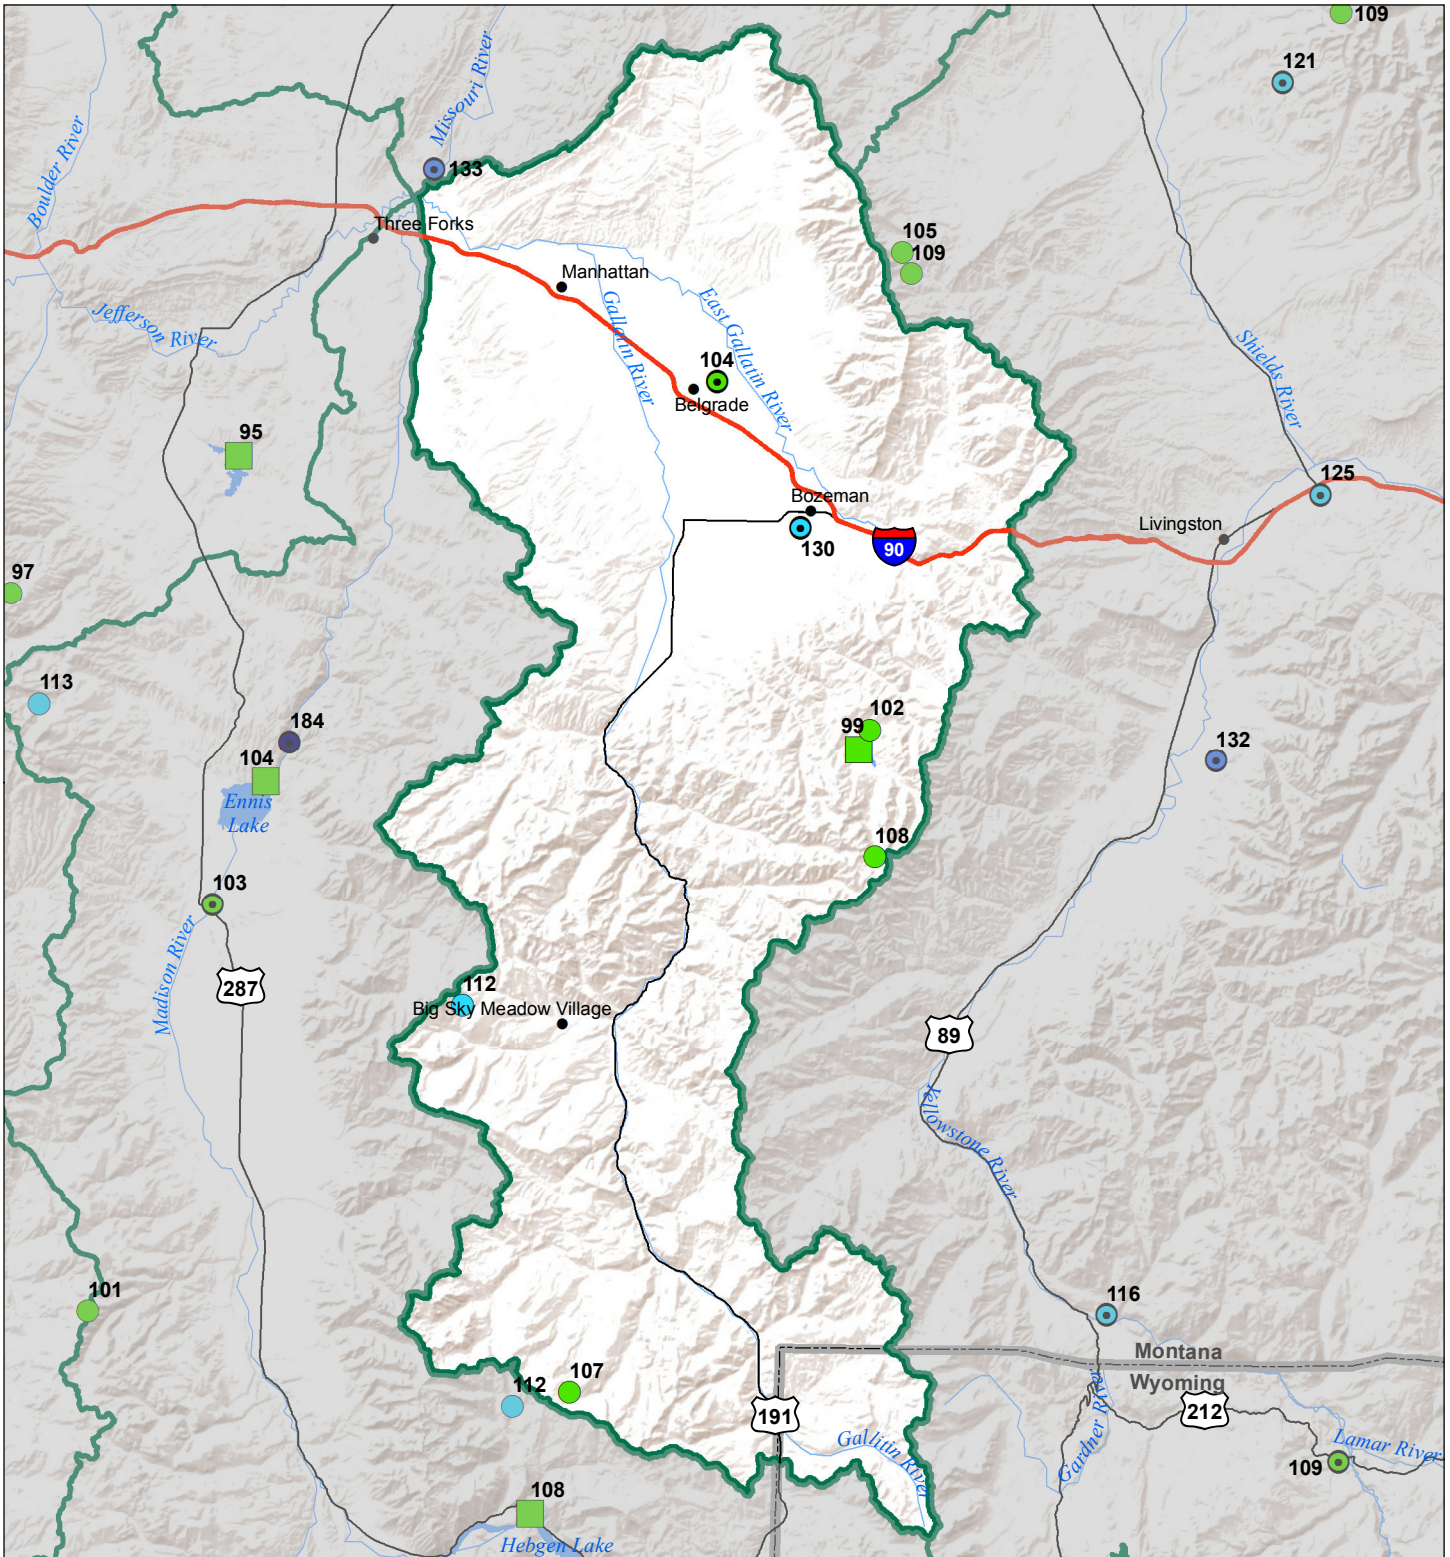 109
121
Missouri River
Boulder River
133
Three Forks
105
109
Manhattan
Gallatin River
East Gallatin River
Jefferson River
Shields River
104
Belgrade
95
125
Bozeman
130
90
Livingston
97
113
184
104
Ennis
Lake
102
99
132
108
103
Madison River
287
112
Big Sky Meadow Village
89
Yellowstone River
101
116
Montana
Wyoming
107
112
191
212
Gallitin River
Gardner River
Lamar River
109
108
Hebgen Lake